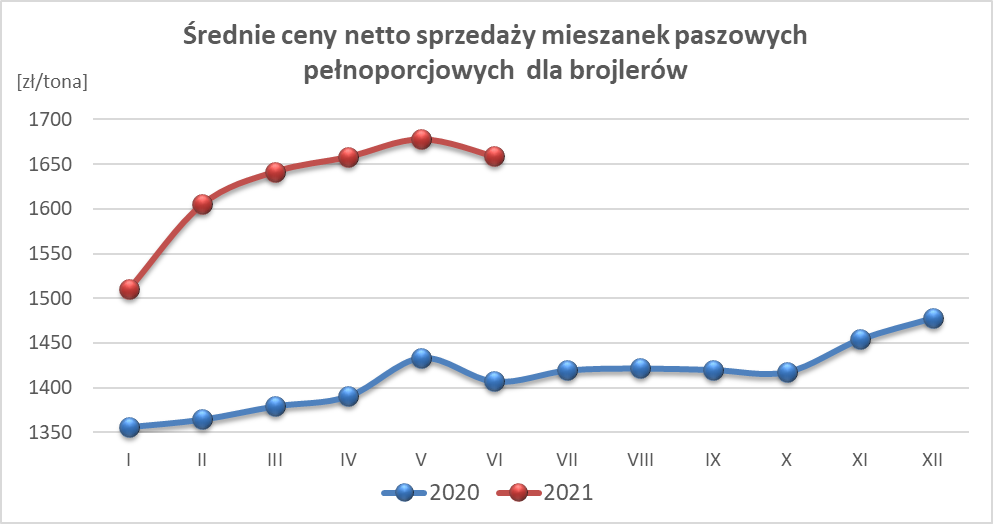 Średnie ceny netto sprzedaży mieszanek paszowych
pełnoporcjowych dla brojlerów
[zł/tona]
1700
1650
1600
1550
1500
1450
1400
1350
I II III IV V VI VII VIII IX X XI XII
2020 2021